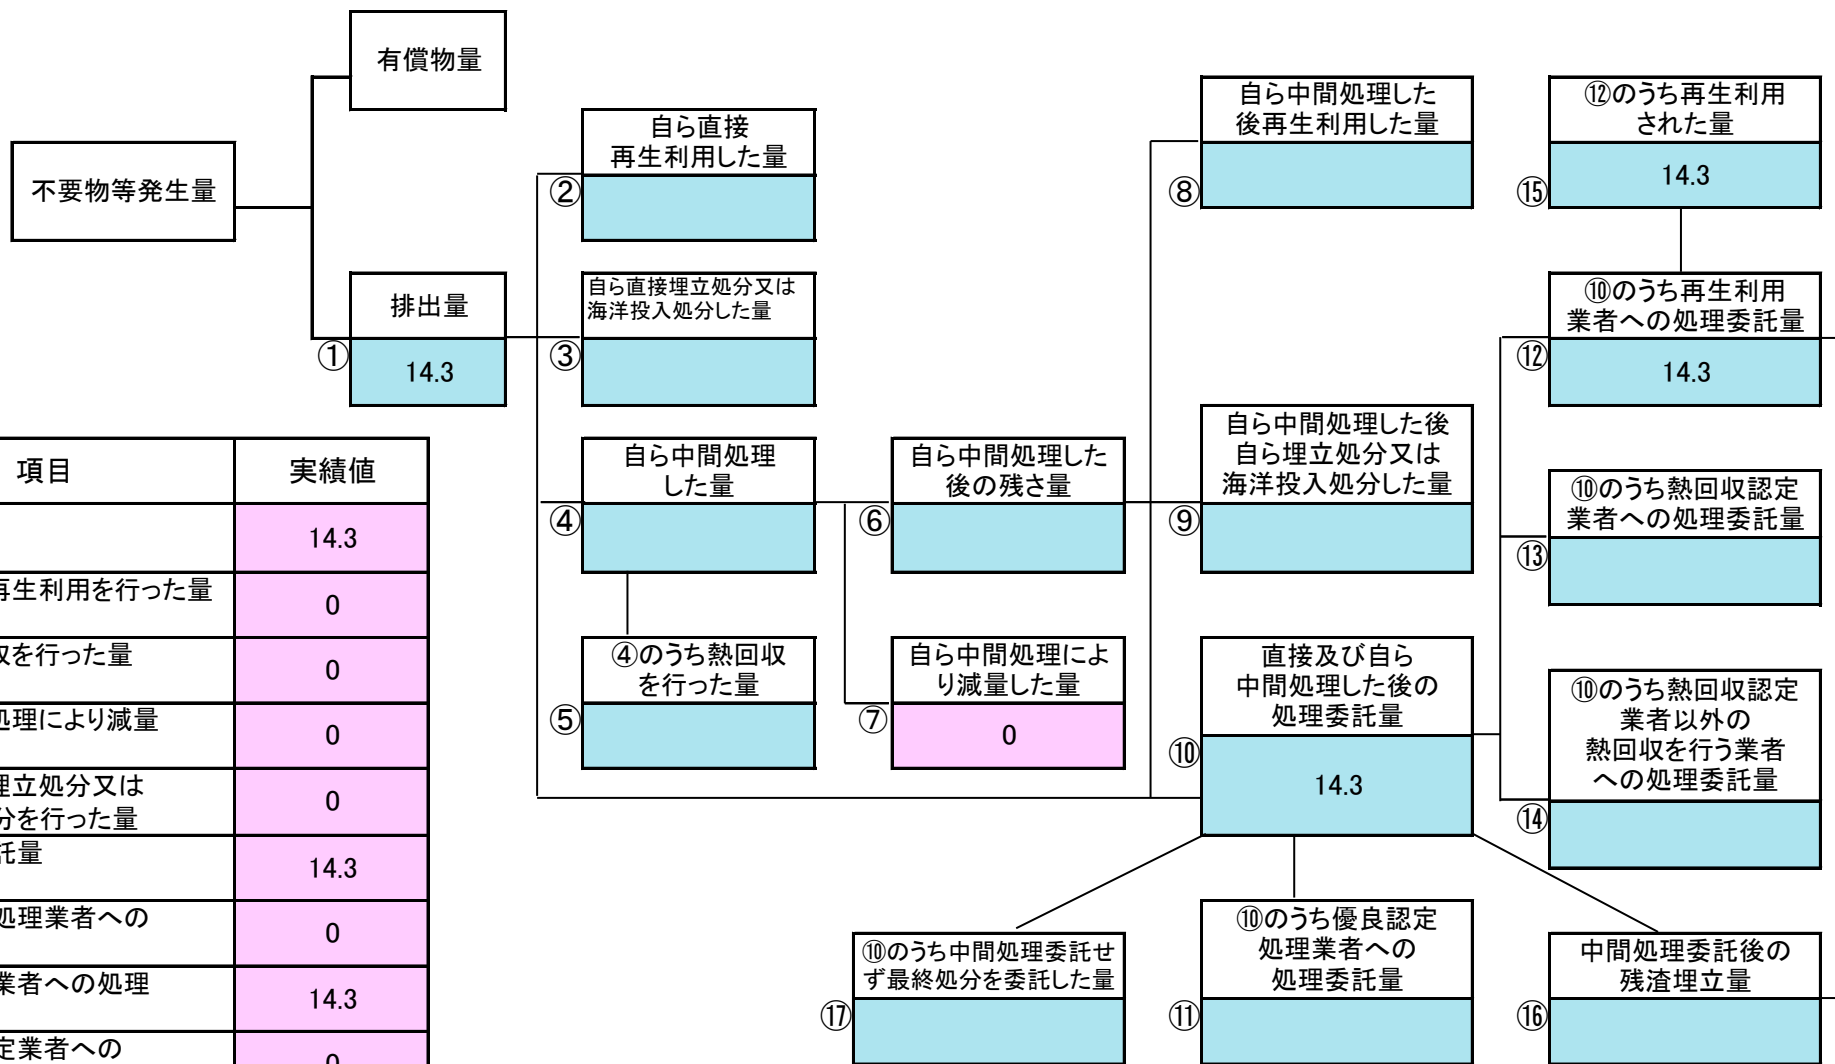 有償物量
不要物等発生量
排出量
①
14.3
自ら直接
再生利用した量
②
自ら直接埋立処分又は
海洋投入処分した量
③
自ら中間処理
した量
④
④のうち熱回収
を行った量
⑤
自ら中間処理した
後の残さ量
⑥
自ら中間処理によ
り減量した量
⑦
0
自ら中間処理した
後再生利用した量
⑧
自ら中間処理した後
自ら埋立処分又は
海洋投入処分した量
⑨
直接及び自ら
中間処理した後の
処理委託量
⑩
14.3
⑫のうち再生利用
された量
⑮
14.3
⑩のうち再生利用
業者への処理委託量
⑫
14.3
⑩のうち熱回収認定
業者への処理委託量
⑬
⑩のうち熱回収認定
業者以外の
熱回収を行う業者
への処理委託量
⑭
⑩のうち中間処理委託せ
ず最終処分を委託した量
⑰
⑩のうち優良認定
処理業者への
処理委託量
⑪
中間処理委託後の
残渣埋立量
⑯
項目
実績値
14.3
再生利用を行った量
0
を行った量
0
処理により減量
0
埋立処分又は
分を行った量
0
託量
14.3
処理業者への
0
業者への処理
14.3
定業者への
0